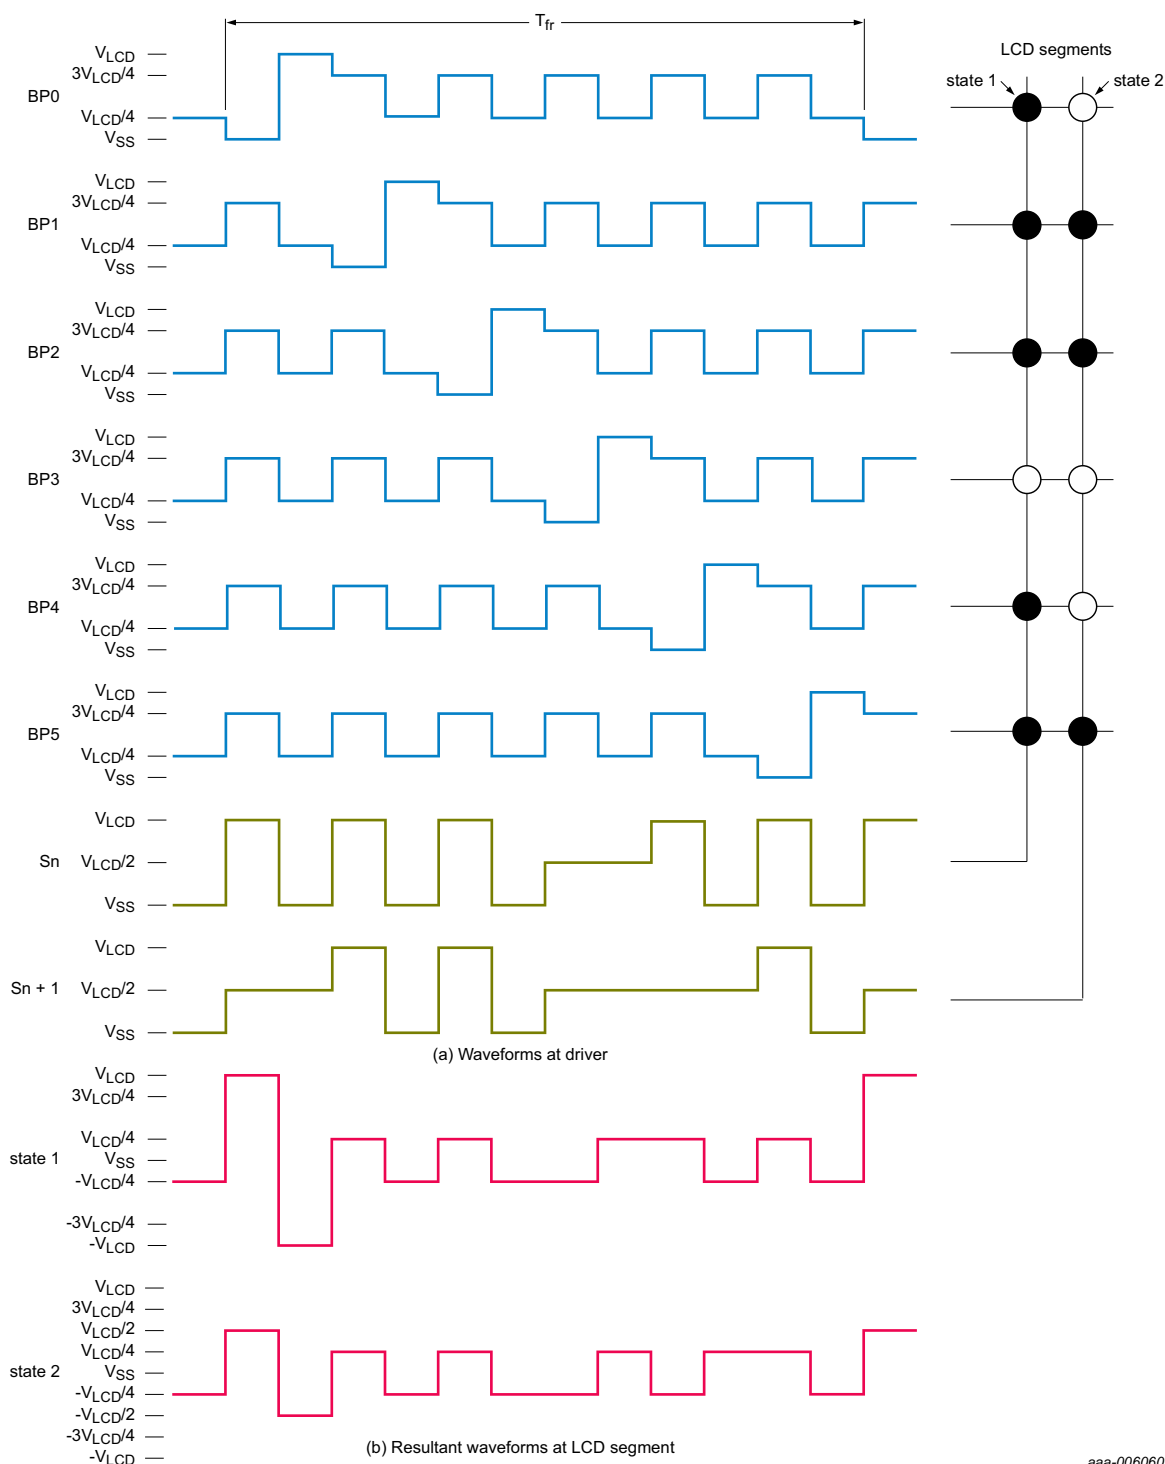 Tfr
LCD segments
state 1
state 2
BP0
VLCD
3VLCD/4
VLCD/4
VSS
BP1
VLCD
3VLCD/4
VLCD/4
VSS
BP2
VLCD
3VLCD/4
VLCD/4
VSS
BP3
VLCD
3VLCD/4
VLCD/4
VSS
BP4
VLCD
3VLCD/4
VLCD/4
VSS
BP5
VLCD
3VLCD/4
VLCD/4
VSS
Sn
VLCD
VLCD/2
VSS
Sn + 1
VLCD
VLCD/2
VSS
(a) Waveforms at driver
state 1
VLCD
3VLCD/4
VLCD/4
VSS
-VLCD/4
-3VLCD/4
-VLCD
state 2
VLCD
3VLCD/4
VLCD/2
VLCD/4
VSS
-VLCD/4
-VLCD/2
-3VLCD/4
-VLCD
(b) Resultant waveforms at LCD segment
aaa-006060